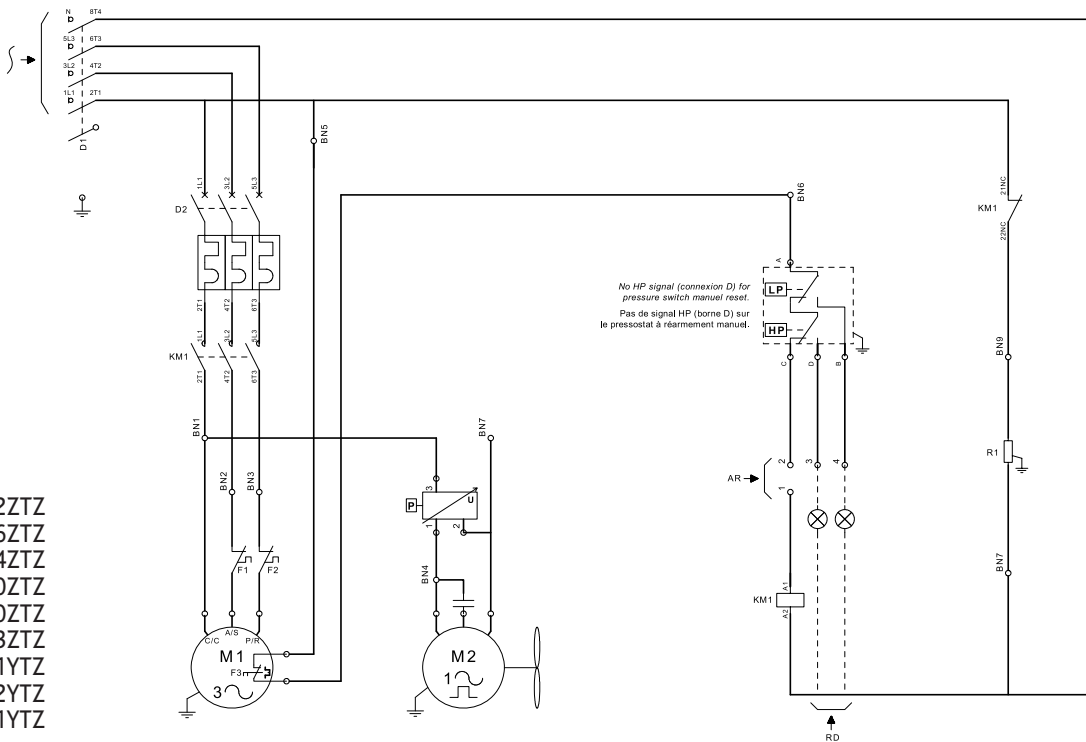 N 8T4
5L3 6T3
3L2 4T2
1L1 2T1
D1
BN5
1L1 3L2 5L3
D2
2T1 4T2 6T3
1L1 3L2 5L3
KM1
2T1 4T2 6T3
BN1
BN2 BN3
F1 F2
C/C A/S P/R
M1
F3
3
BN7
P U
3
1 2
BN4
M2
1
BN6
A
No HP signal (connexion D) for
pressure switch manuel reset.
Pas de signal HP (borne D) sur
le pressostat à réarmement manuel.
LP
HP
C D B
AR
2 3 4
1
KM1
A1
A2
RD
21NC
KM1
22NC
BN9
R1
BN7
2ZTZ
4ZTZ
0ZTZ
0ZTZ
3ZTZ
1YTZ
2YTZ
1YTZ